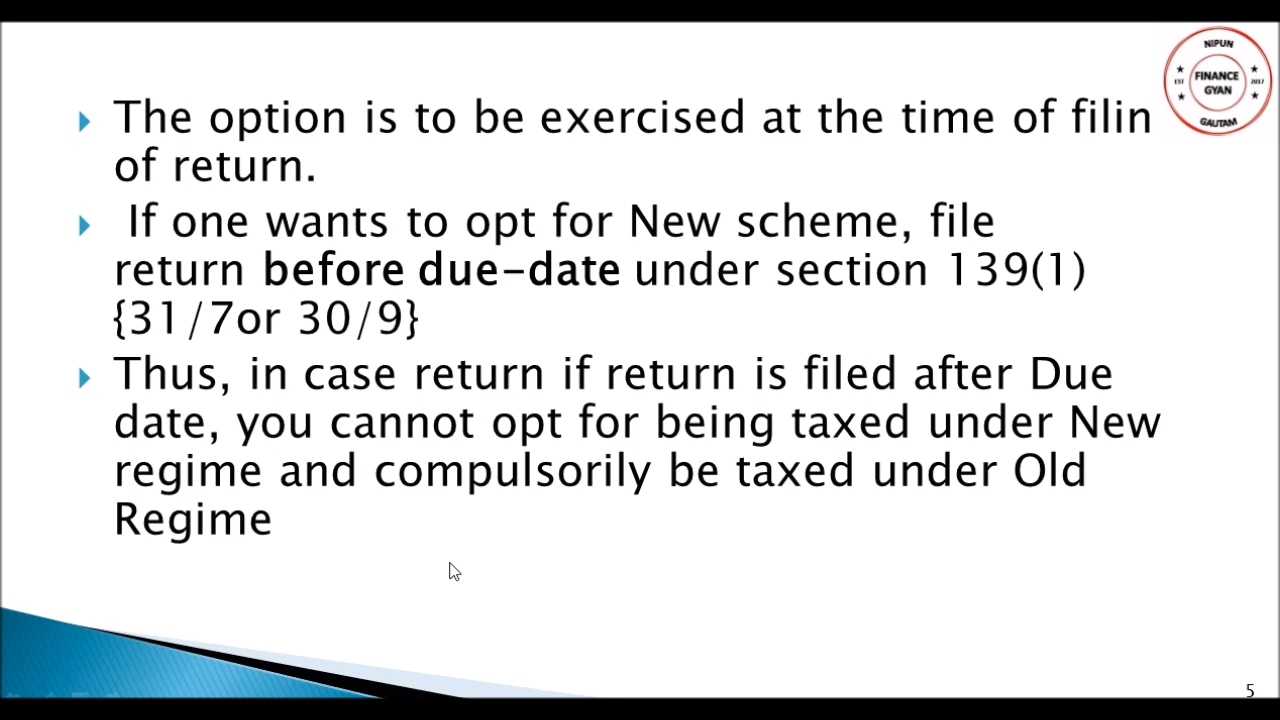 NIPUN
EST FINANCE 2017
GYAN
GAUTAM
The option is to be exercised at the time of filin
of return.
If one wants to opt for New scheme, file
return before due-date under section 139(1)
{31/7or 30/9}
Thus, in case return if return is filed after Due
date, you cannot opt for being taxed under New
regime and compulsorily be taxed under Old
Regime
5